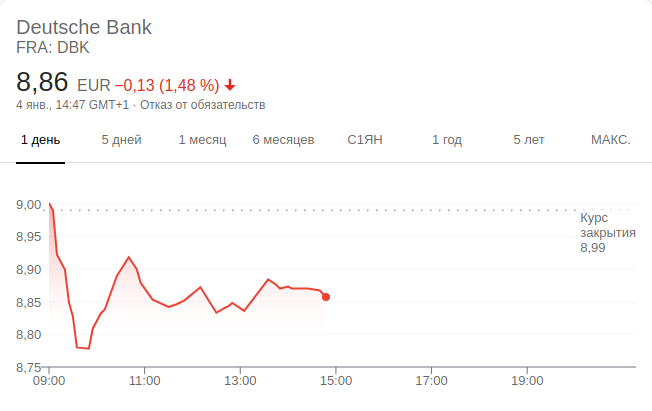 Deutsche Bank
FRA: DBK
8,86 EUR −0,13 (1,48 %)
4 янв., 14:47 GMT+1 · Отказ от обязательств
1 день 5 дней 1 месяц 6 месяцев С1ЯН 1 год 5 лет МАКС.
9,00
Курс
закрытия
8,99
8,95
8,90
8,85
8,80
8,75
09:00 11:00 13:00 15:00 17:00 19:00